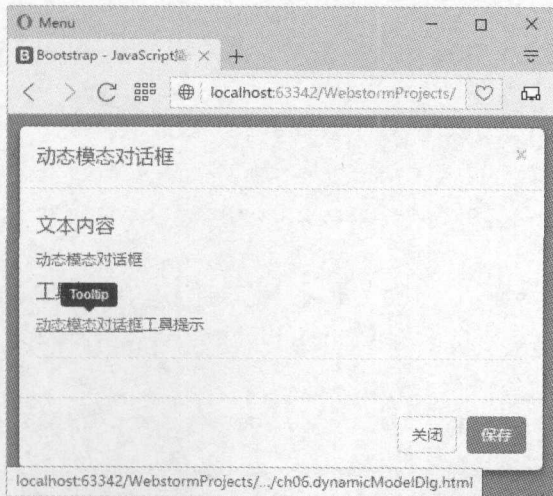 Menu
Bootstrap - JavaScript
localhost:63342/WebstormProjects/
动态模态对话框
文本内容
动态模态对话框
工
Tooltip
动态模态对话框工具提示
关闭
保存
localhost:63342/WebstormProjects/.../ch06.dynamicModelDlg.html